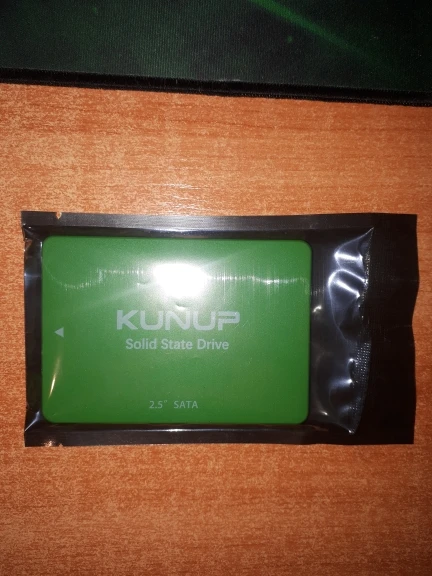 KUNUP
Solid State Drive
2.5" SATA